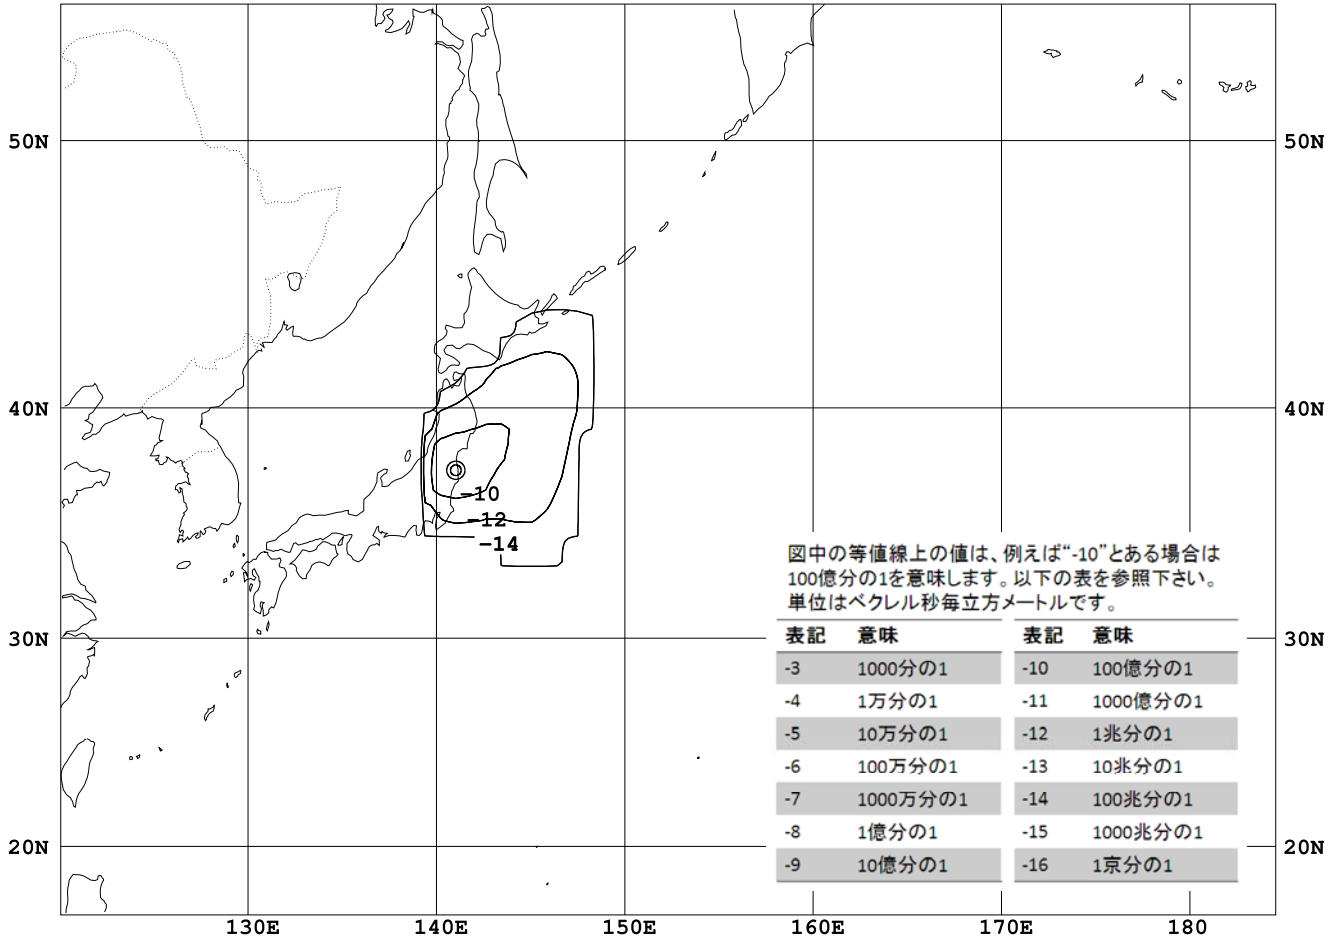 50N 50N
40N 40N
-10
-12
-14
図中の等値線上の値は、例えば“-10”とある場合は
100億分の1を意味します。以下の表を参照下さい。
単位はベクレル秒毎立方メートルです。
30N 30N
表記 意味 表記 意味
-3 1000分の1 -10 100億分の1
-4 1万分の1 -11 1000億分の1
-5 10万分の1 -12 1兆分の1
-6 100万分の1 -13 10兆分の1
-7 1000万分の1 -14 100兆分の1
-8 1億分の1 -15 1000兆分の1
20N 20N
-9 10億分の1 -16 1京分の1
130E 140E 150E 160E 170E 180